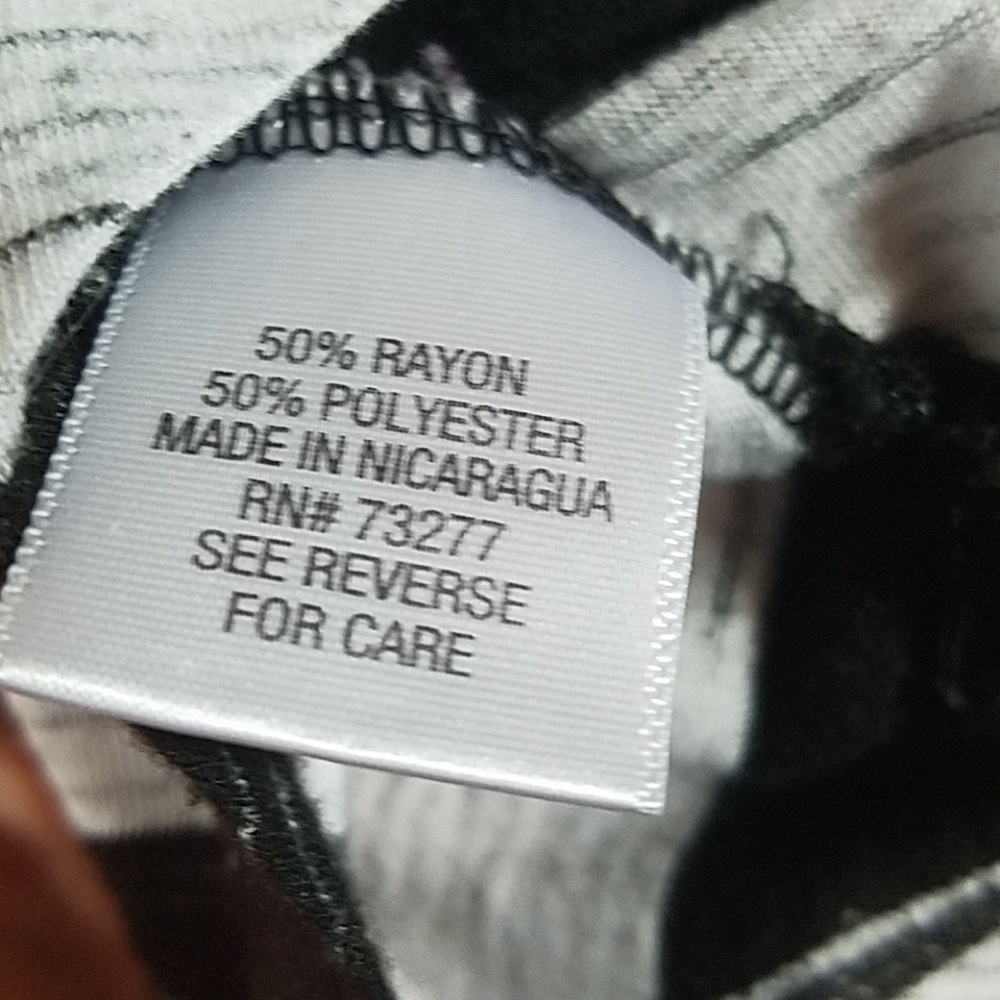 50% RAYON
50% POLYESTER
MADE IN NICARAGUA
RN# 73277
SEE REVERSE
FOR CARE